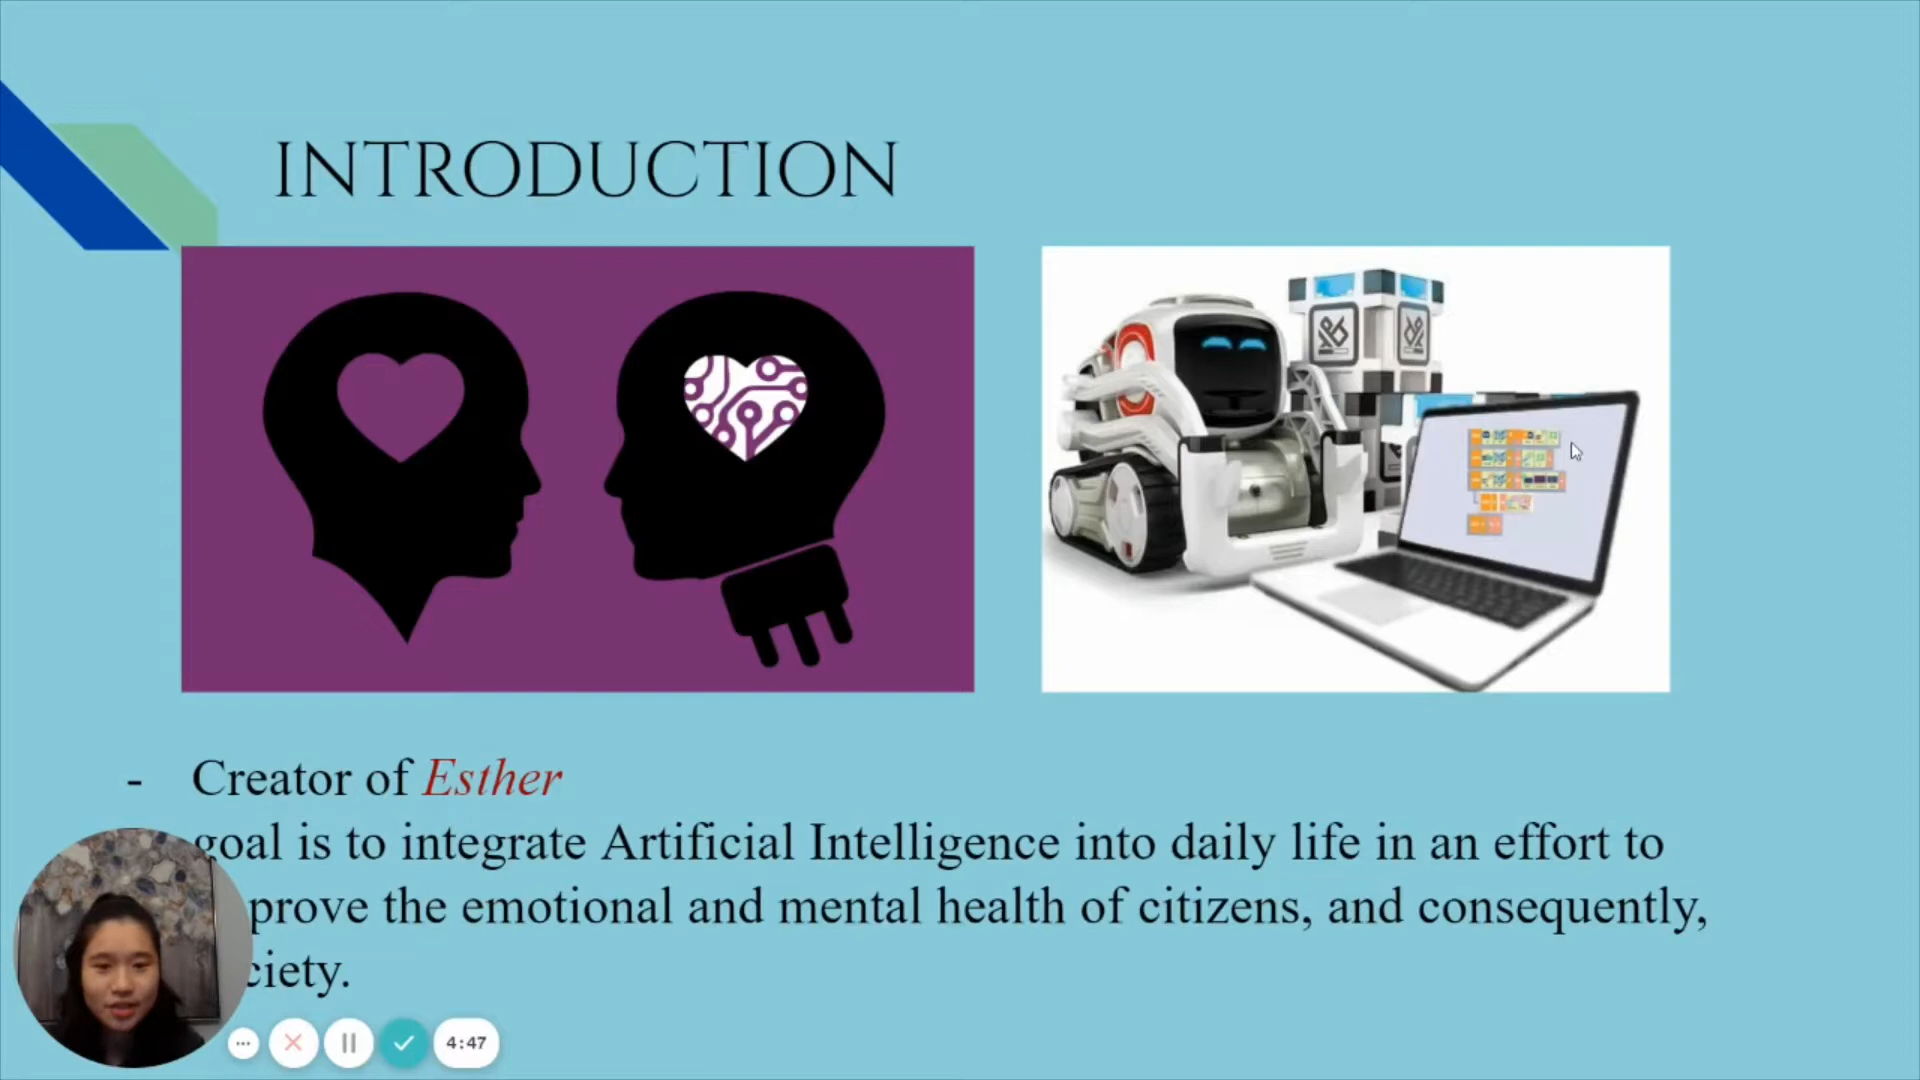 INTRODUCTION
- Creator of Esther
goal is to integrate Artificial Intelligence into daily life in an effort to
prove the emotional and mental health of citizens, and consequently,
ciety.
4:47